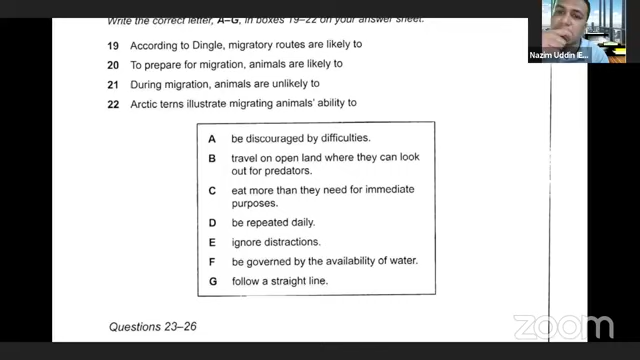 Write the correct letter, A–G, in boxes 19–22 on your answer sheet.
19 According to Dingle, migratory routes are likely to
20 To prepare for migration, animals are likely to
21 During migration, animals are unlikely to
22 Arctic terns illustrate migrating animals' ability to
A be discouraged by difficulties.
B travel on open land where they can look
out for predators.
C eat more than they need for immediate
purposes.
D be repeated daily.
E ignore distractions.
F be governed by the availability of water.
G follow a straight line.
Questions 23–26
Nazim Uddin IE...
zoom